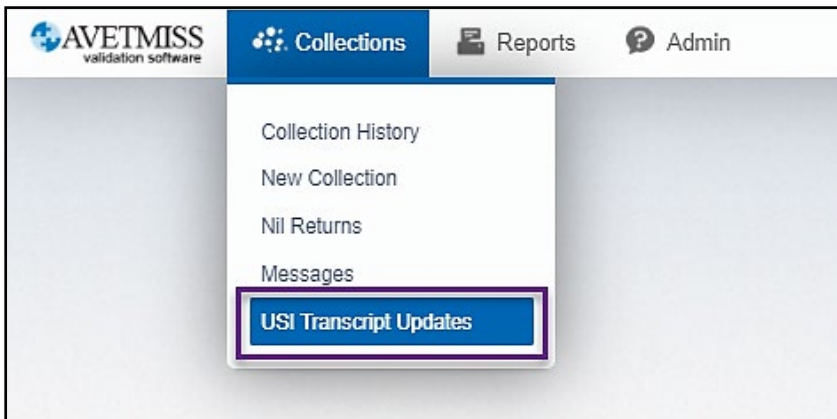 AVETMISS
validation software
Collections
Reports
Admin
Collection History
New Collection
Nil Returns
Messages
USI Transcript Updates